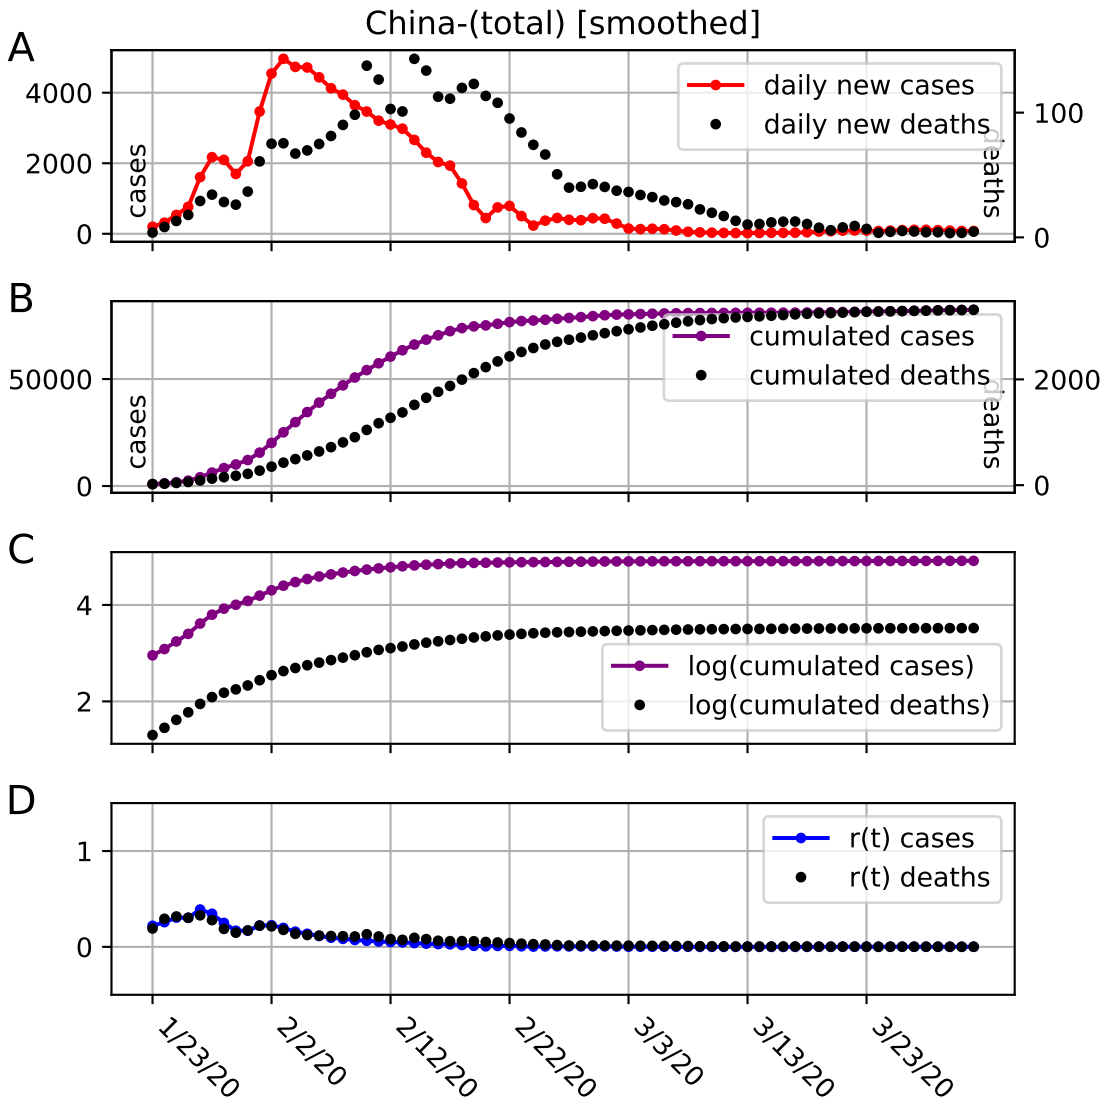 China-(total) [smoothed]
A
4000
2000
0
cases
daily new cases
daily new deaths
100
0
deaths
B
50000
0
cases
cumulated cases
cumulated deaths
2000
0
deaths
C
4
2
log(cumulated cases)
log(cumulated deaths)
D
1
0
r(t) cases
r(t) deaths
1/23/20
2/2/20
2/12/20
2/22/20
3/3/20
3/13/20
3/23/20